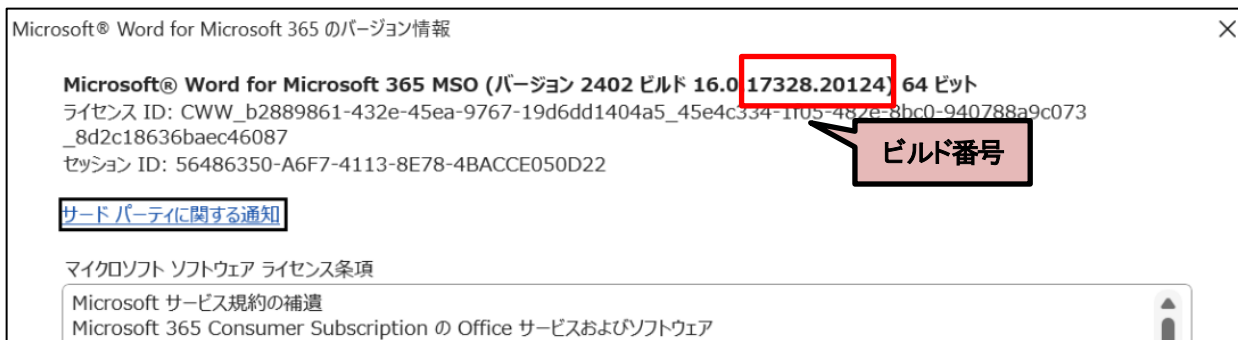 Microsoft® Word for Microsoft 365 のバージョン情報
Microsoft® Word for Microsoft 365 MSO (バージョン 2402 ビルド 16.0.17328.20124) 64 ビット
ライセンス ID: CWW_b2889861-432e-45ea-9767-19d6dd1404a5_45e4c334-1f05-482e-8bc0-940788a9c073
_8d2c18636baec46087
セッション ID: 56486350-A6F7-4113-8E78-4BACCE050D22
ビルド番号
サード パーティに関する通知
マイクロソフト ソフトウェア ライセンス条項
Microsoft サービス規約の補遺
Microsoft 365 Consumer Subscription の Office サービスおよびソフトウェア